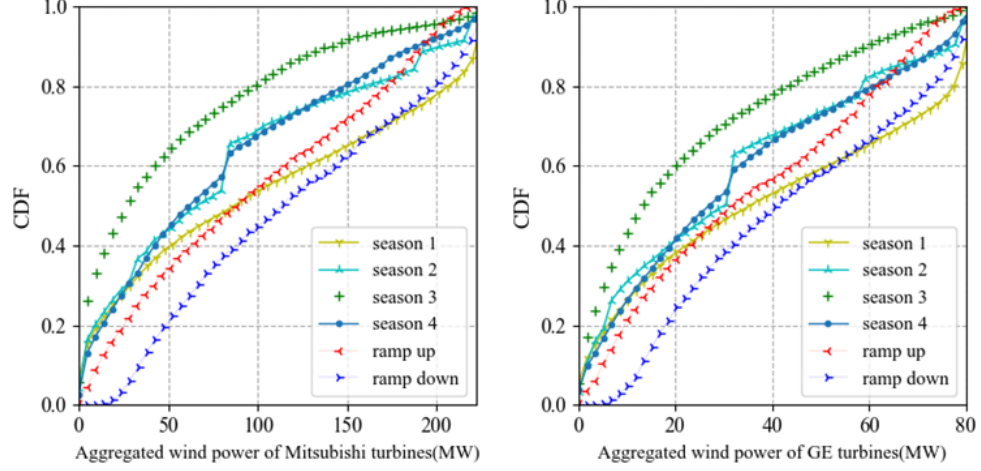 CDF
1.0
0.8
0.6
0.4
0.2
0.0
season 1
season 2
season 3
season 4
ramp up
ramp down
0 50 100 150 200
Aggregated wind power of Mitsubishi turbines(MW)
CDF
1.0
0.8
0.6
0.4
0.2
0.0
season 1
season 2
season 3
season 4
ramp up
ramp down
0 20 40 60 80
Aggregated wind power of GE turbines(MW)